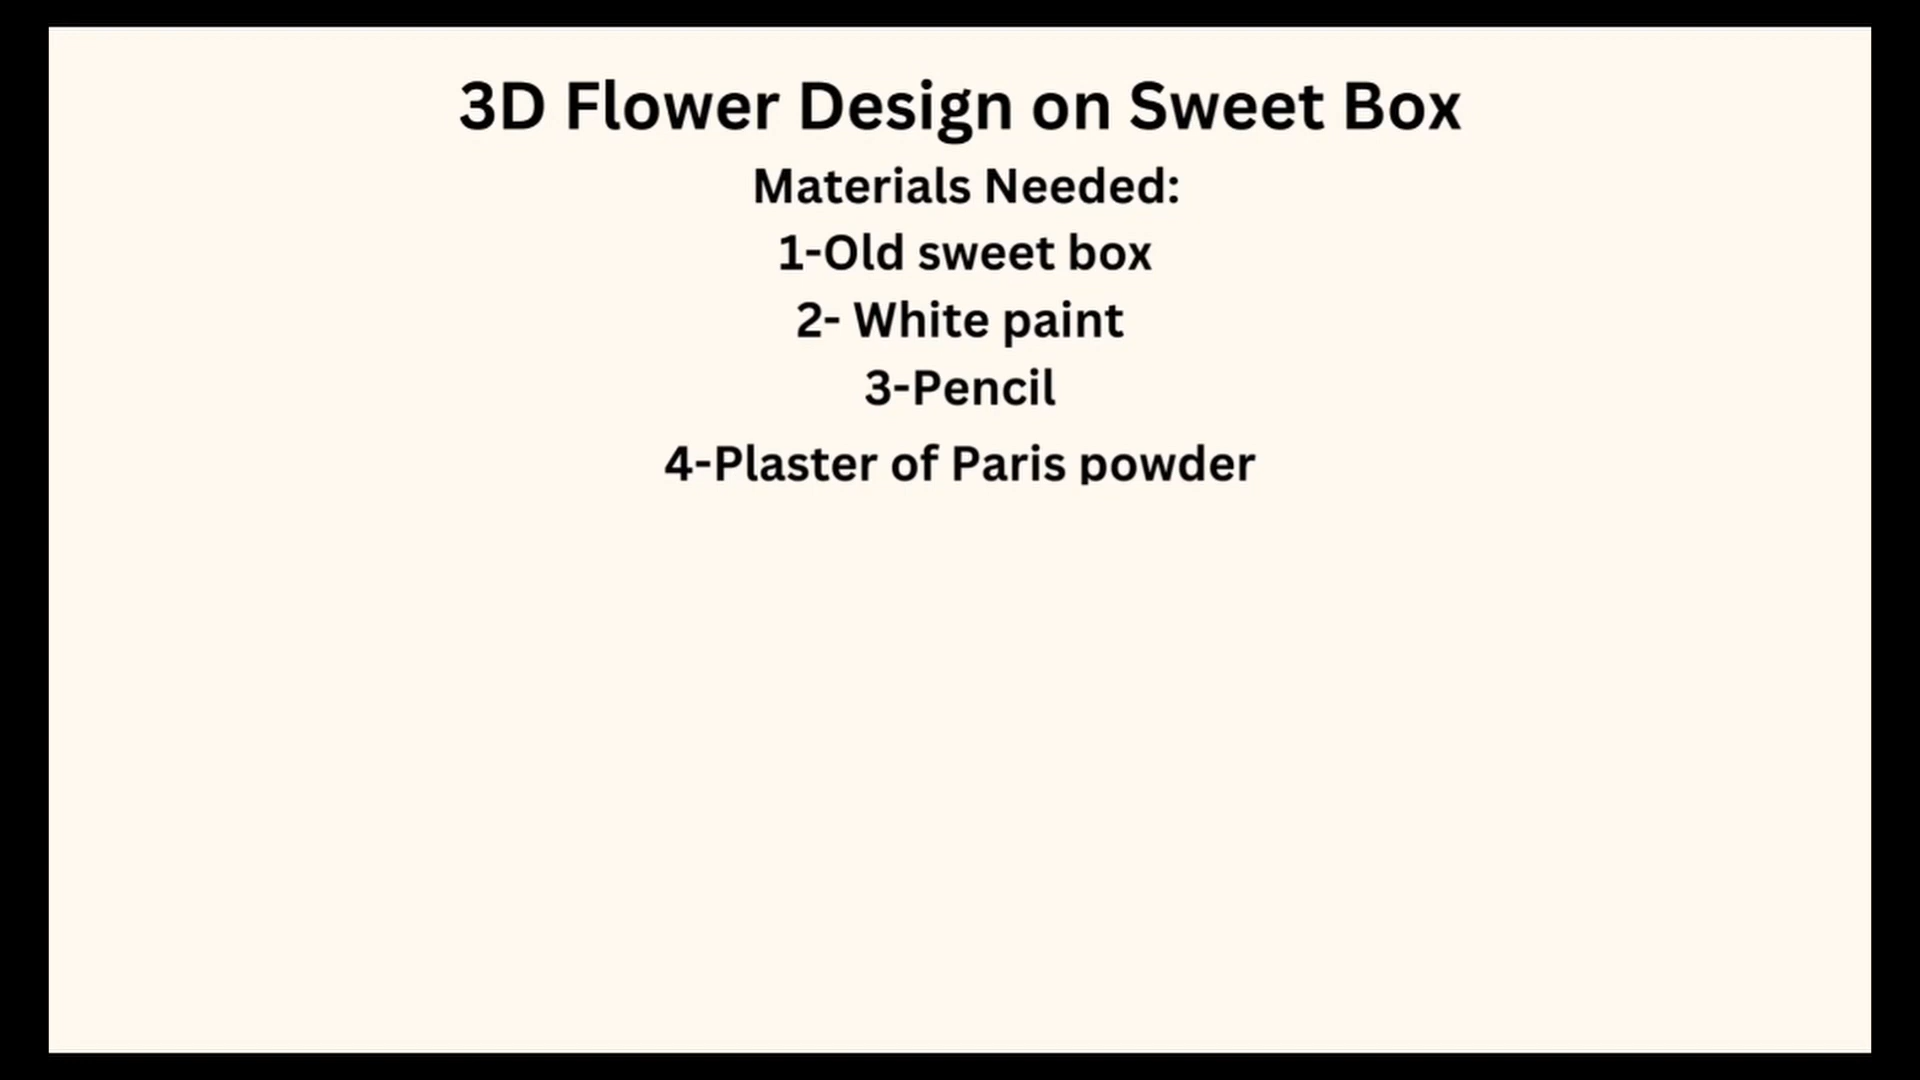 3D Flower Design on Sweet Box
Materials Needed:
1-Old sweet box
2- White paint
3-Pencil
4-Plaster of Paris powder